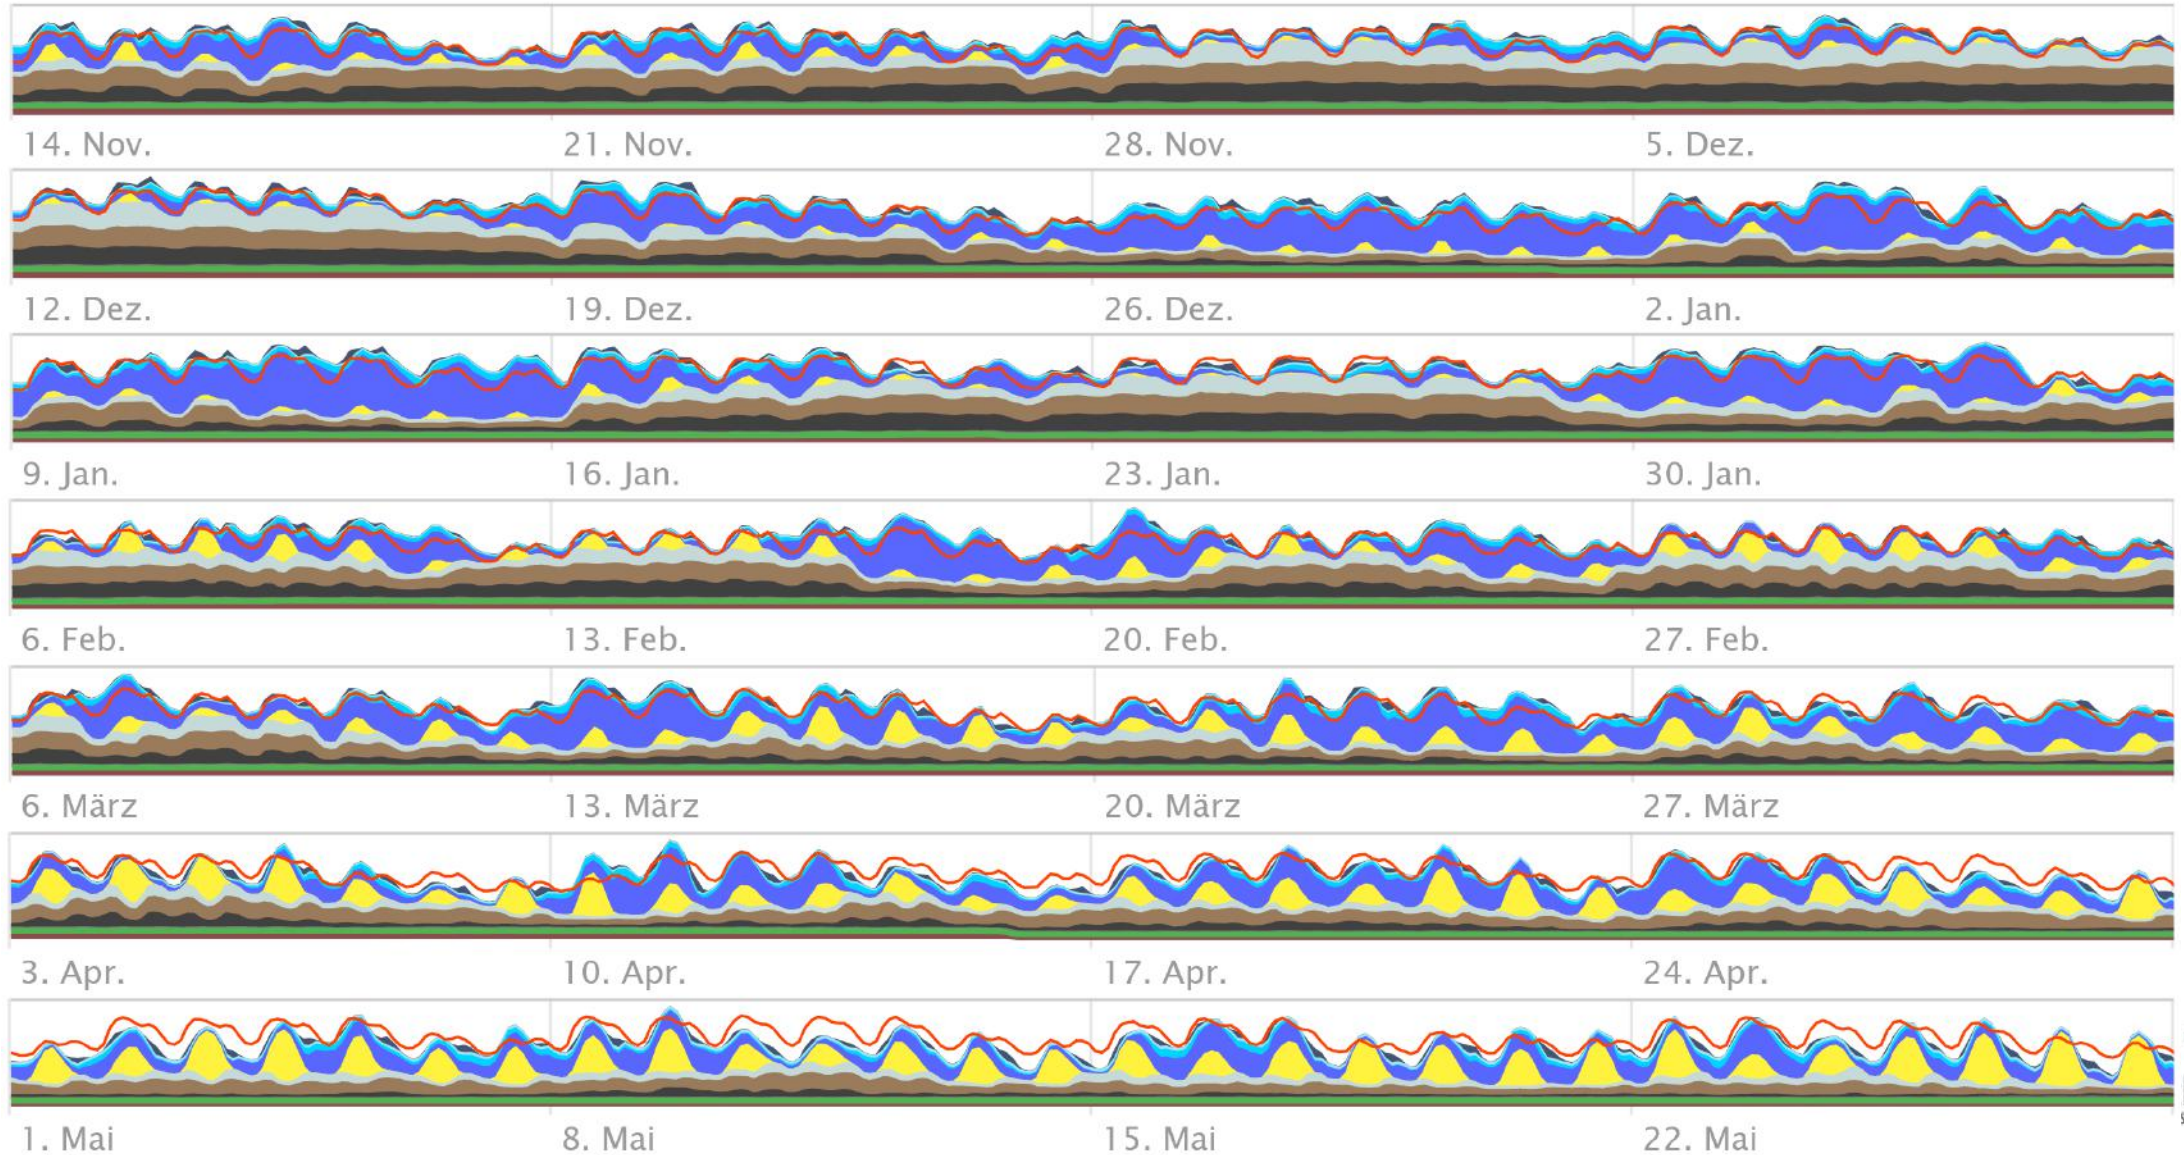 14. Nov. 21. Nov. 28. Nov. 5. Dez.
12. Dez. 19. Dez. 26. Dez. 2. Jan.
9. Jan. 16. Jan. 23. Jan. 30. Jan.
6. Feb. 13. Feb. 20. Feb. 27. Feb.
6. März 13. März 20. März 27. März
3. Apr. 10. Apr. 17. Apr. 24. Apr.
1. Mai 8. Mai 15. Mai 22. Mai